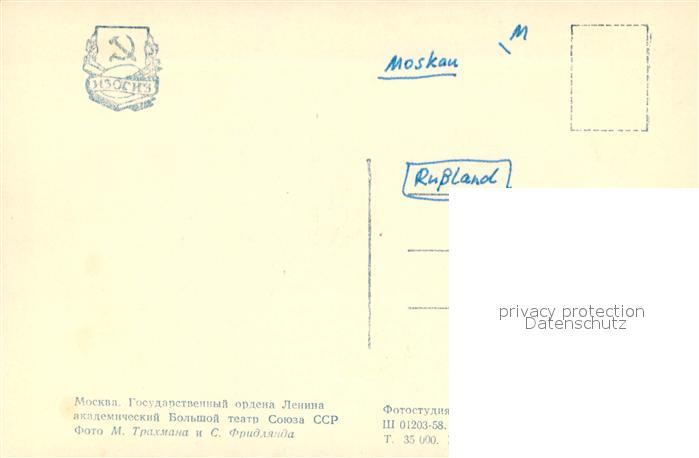 ИЗОГИЗ
M
Moskau
Rußland
privacy protection
Datenschutz
Москва. Государственный ордена Ленина
академический Большой театр Союза ССР
Фото М. Трахмана и С. Фридлянда
Фотостудия
Ш 01203-58.
Т. 35 000.